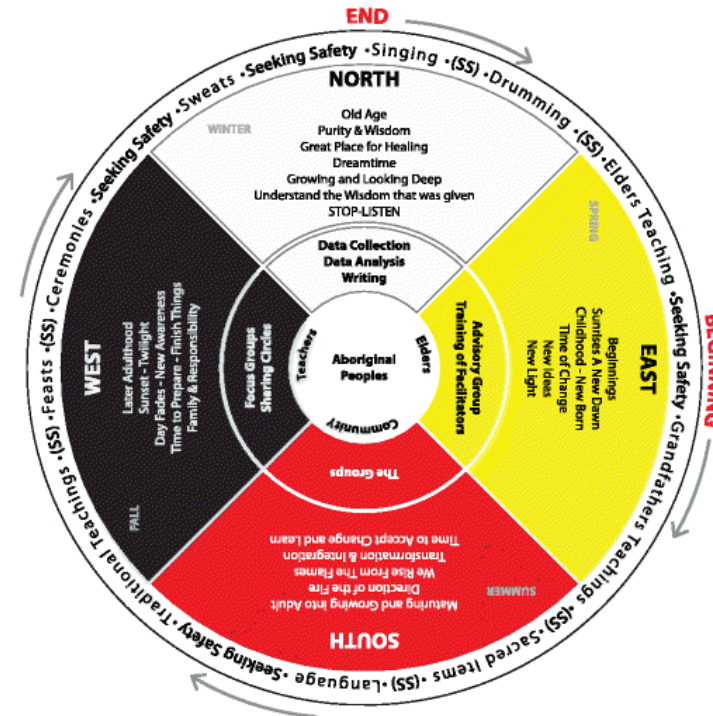 END
•Seeking Safety •Singing •(SS) •Drumming •(SS) •Elders Teaching •Seeking Safety •Grandfathers Teachings •(SS) •Sacred Items •(SS) •Language •Seeking Safety •Traditional Teachings •(SS) •Feasts •(SS) •Ceremonies •Seeking Safety •Sweats
NORTH
WINTER
Old Age
Purity & Wisdom
Great Place for Healing
Dreamtime
Growing and Looking Deep
Understand the Wisdom that was given
STOP-LISTEN
Data Collection
Data Analysis
Writing
BEGINNING
EAST
SPRING
Beginnings
Sunrises A New Dawn
Childhood - New Born
Time of Change
New Ideas
New Light
Advisory Group
Training of Facilitators
SOUTH
SUMMER
Maturing and Growing into Adult
Direction of the Fire
We Rise From The Flames
Transformation & Integration
Time to Accept Change and Learn
The Groups
WEST
FALL
Later Adulthood
Sunset - Twilight
Day Fades - New Awareness
Time to Prepare - Finish Things
Family & Responsibility
Focus Groups
Sharing Circles
Teachers
Elders
Community
Aboriginal
Peoples